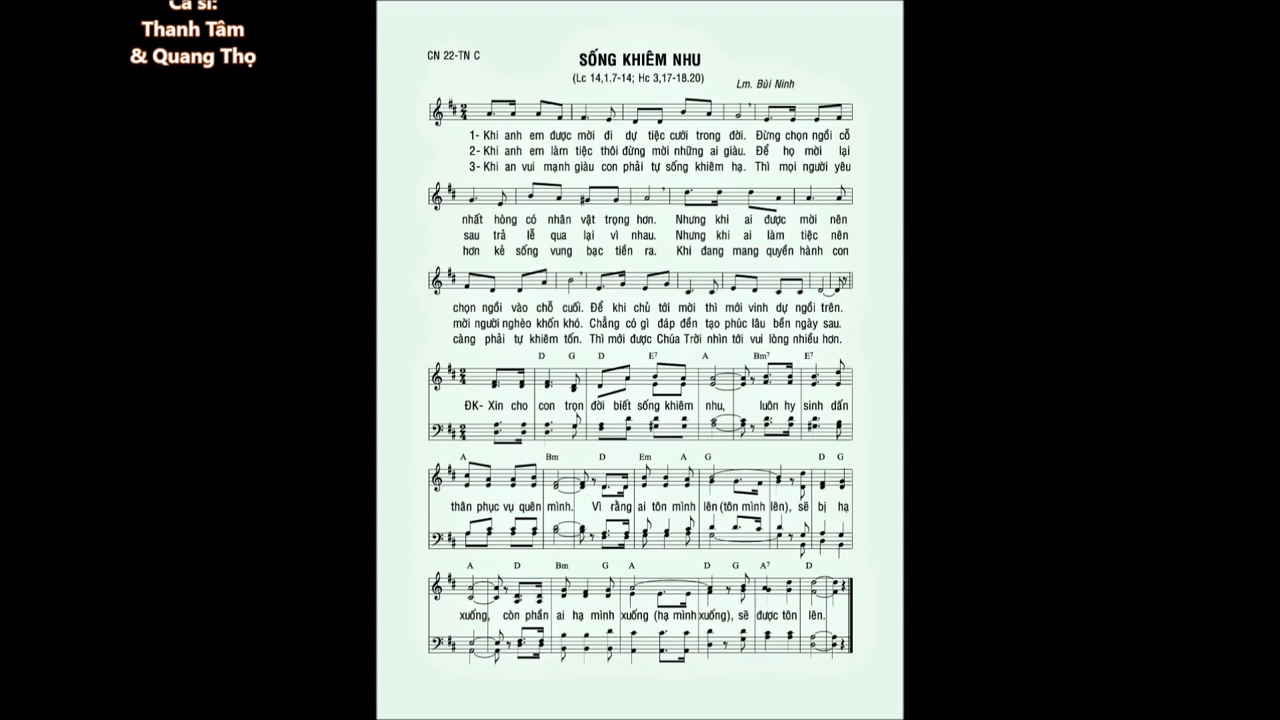 Ca sĩ:
Thanh Tâm
& Quang Thọ
CN 22-TN C
SỐNG KHIÊM NHU
(Lc 14,1.7-14; Hc 3,17-18.20)
Lm. Bùi Ninh
1- Khi anh em được mời đi dự tiệc cưới trong đời. Đừng chọn ngồi cỗ
2- Khi anh em làm tiệc thôi đừng mời những ai giàu. Để họ mời lại
3- Khi an vui mạnh giàu con phải tự sống khiêm hạ. Thì mọi người yêu
nhất hòng có nhân vật trọng hơn. Nhưng khi ai được mời nên
sau trả lễ qua lại vì nhau. Nhưng khi ai làm tiệc nên
hơn kẻ sống vung bạc tiền ra. Khi đang mang quyền hành con
chọn ngồi vào chỗ cuối. Để khi chủ tới mời thì mới vinh dự ngồi trên.
mời người nghèo khốn khó. Chẳng có gì đáp đền tạo phúc lâu bền ngày sau.
càng phải tự khiêm tốn. Thì mới được Chúa Trời nhìn tới vui lòng nhiều hơn.
D G D E7 A Bm7 E7
ĐK- Xin cho con trọn đời biết sống khiêm nhu, luôn hy sinh dấn
A Bm D Em A G D G
thân phục vụ quên mình. Vì rằng ai tôn mình lên (tôn mình lên), sẽ bị hạ
A D Bm G A D G A7 D
xuống, còn phần ai hạ mình xuống (hạ mình xuống), sẽ được tôn lên.